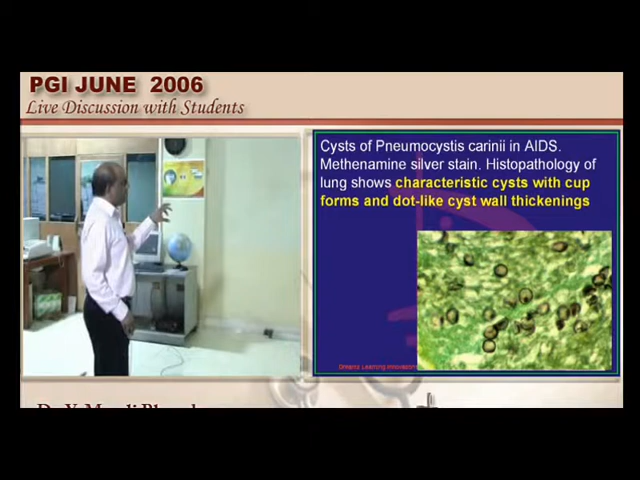 PGI JUNE 2006
Live Discussion with Students
Cysts of Pneumocystis carinii in AIDS.
Methenamine silver stain. Histopathology of
lung shows characteristic cysts with cup
forms and dot-like cyst wall thickenings
Learning